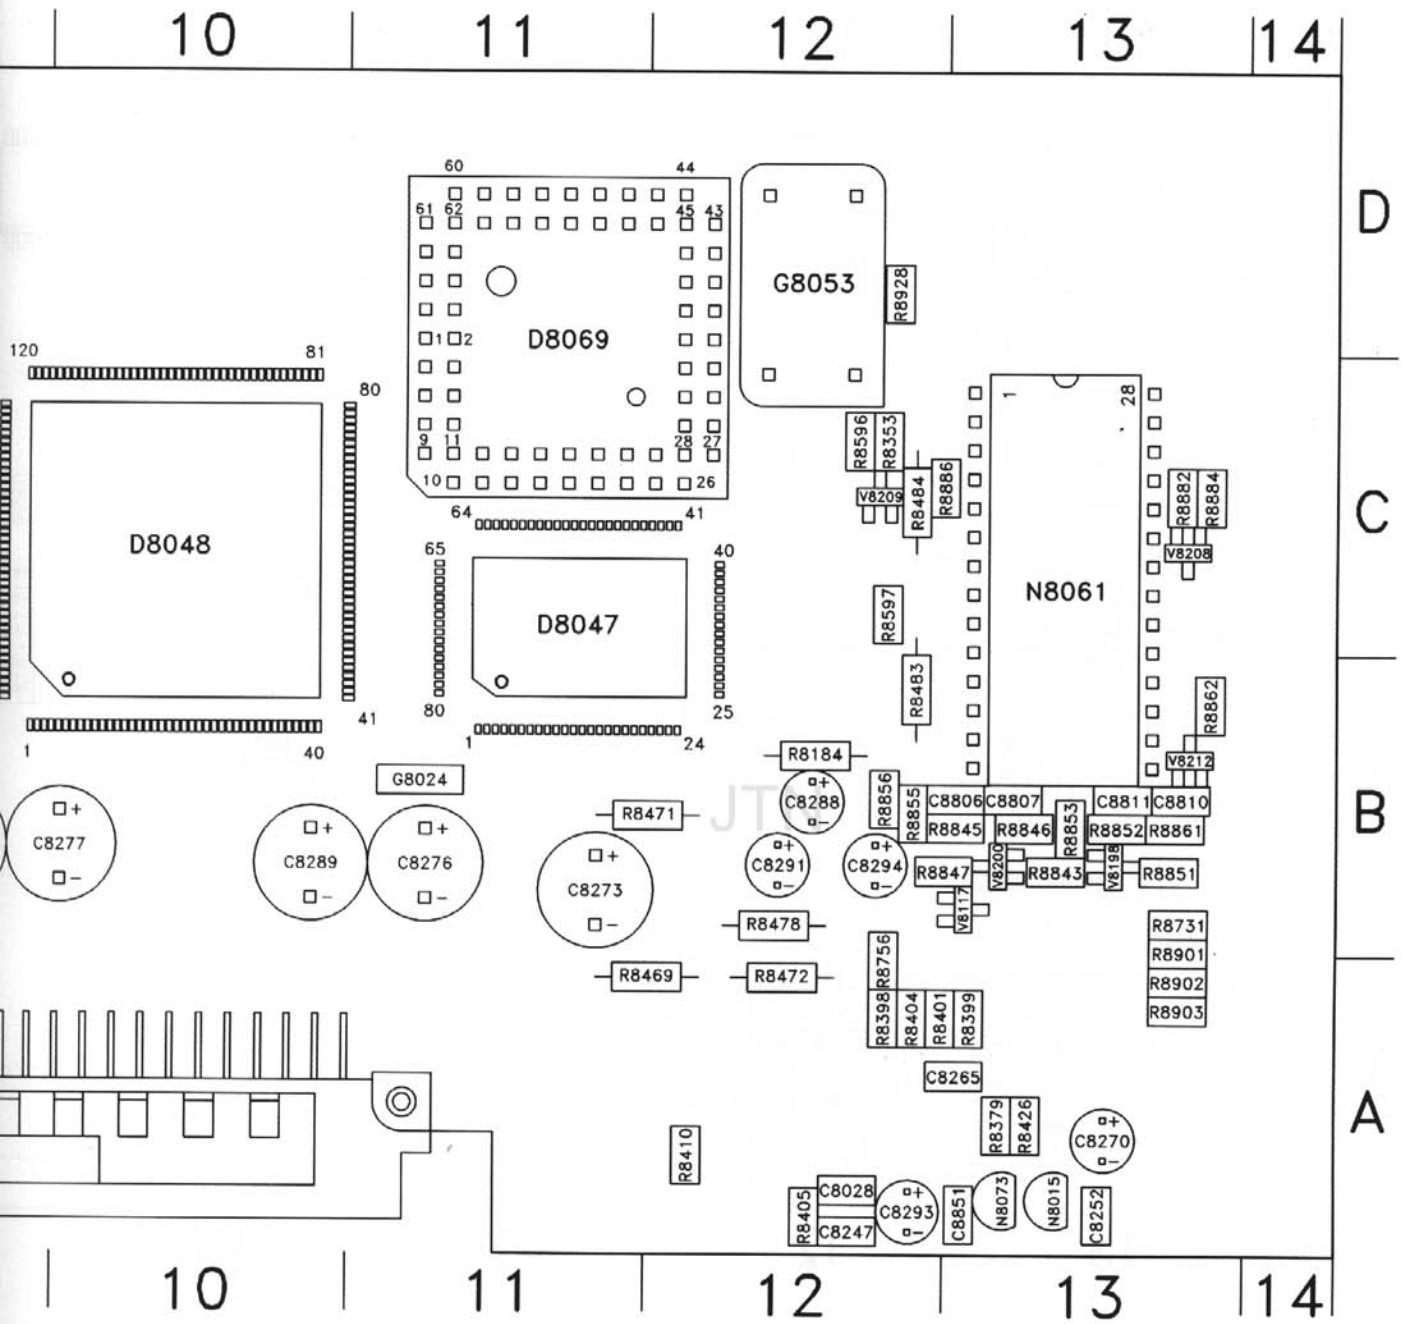 10 11 12 13 14
60 44
61 62 45 43
D
G8053
R8928
1 2
D8069
120 81
80
1 28
R8596
R8353
9 11 28 27
10 26
V8209
R8484
R8886
R8882
R8884
C
64 41
D8048
65 40
V8208
N8061
R8597
D8047
R8483
R8862
80 25
41
1 24
1 40
R8184
V8212
G8024
JTN
C8288
+
-
R8856
R8855
C8806
C8807
C8811
C8810
B
R8471
R8853
R8845
R8846
R8852
R8861
C8277
+
-
C8289
+
-
C8276
+
-
C8273
+
-
C8291
+
-
C8294
+
-
R8847
V8200
R8843
V8198
R8851
V8117
R8478
R8731
R8901
R8902
R8903
R8469
R8472
R8756
R8398
R8404
R8401
R8399
C8265
R8379
R8426
C8270
+
-
A
R8410
R8405
C8028
C8247
C8293
+
-
C8851
N8073
N8015
C8252
10 11 12 13 14